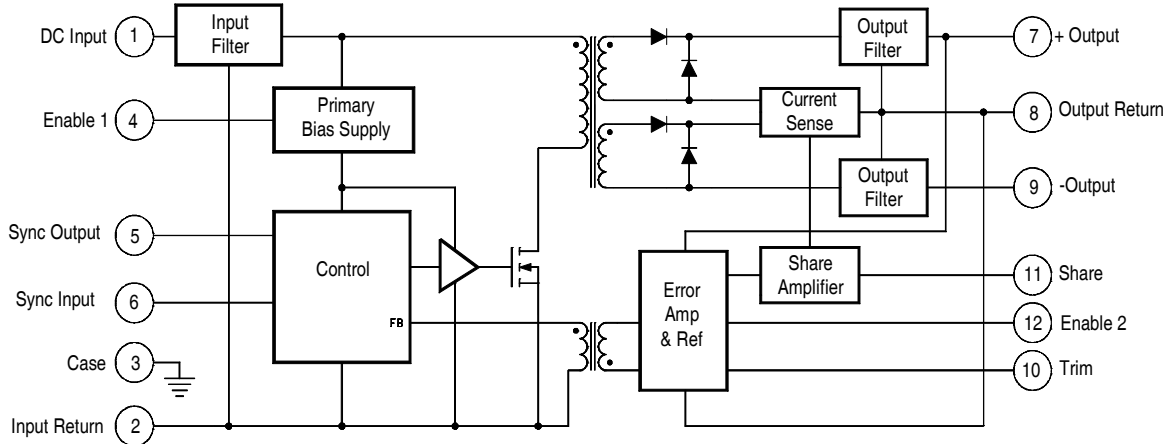 DC Input 1
Input
Filter
Output
Filter
7 + Output
Enable 1 4
Primary
Bias Supply
Current
Sense
8 Output Return
Output
Filter
9 -Output
Sync Output 5
Control
Share
Amplifier
11 Share
Sync Input 6
Error
Amp
& Ref
FB
12 Enable 2
Case 3
10 Trim
Input Return 2